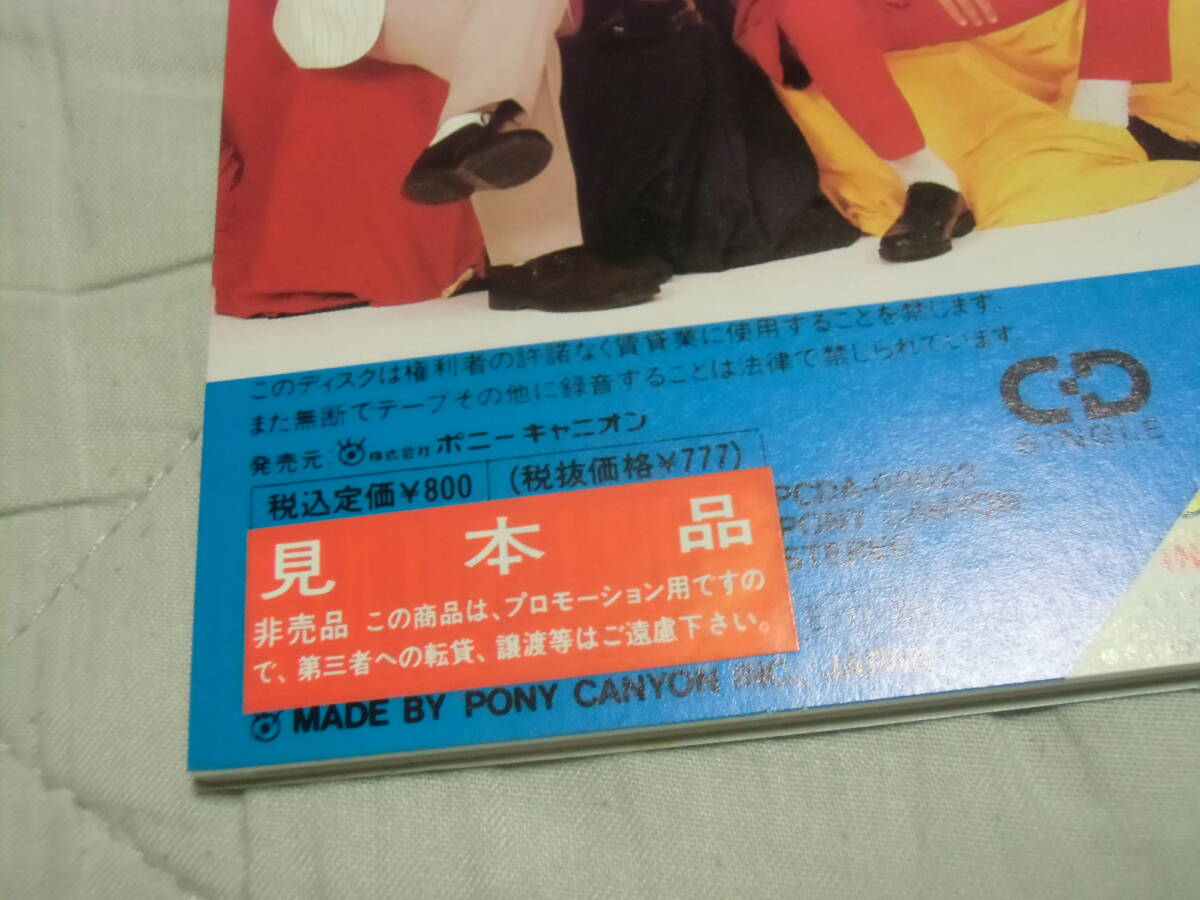 このディスクは権利者の許諾なく賃貸業に使用することを禁じます。
また無断でテープその他に録音することは法律で禁じられています。
発売元: 株式会社 ポニーキャニオン
税込定価¥800 (税抜価格¥777)
CD
SINGLE
PONY CANYON
STEREO
見本品
非売品 この商品は、プロモーション用ですの
で、第三者への転貸、譲渡等はご遠慮下さい。
MADE BY PONY CANYON INC., JAPAN